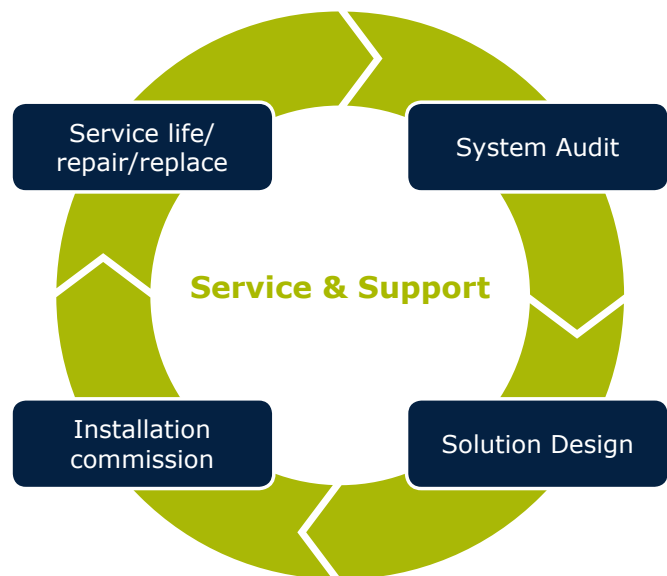 Service life/
repair/replace
System Audit
Service & Support
Installation
commission
Solution Design